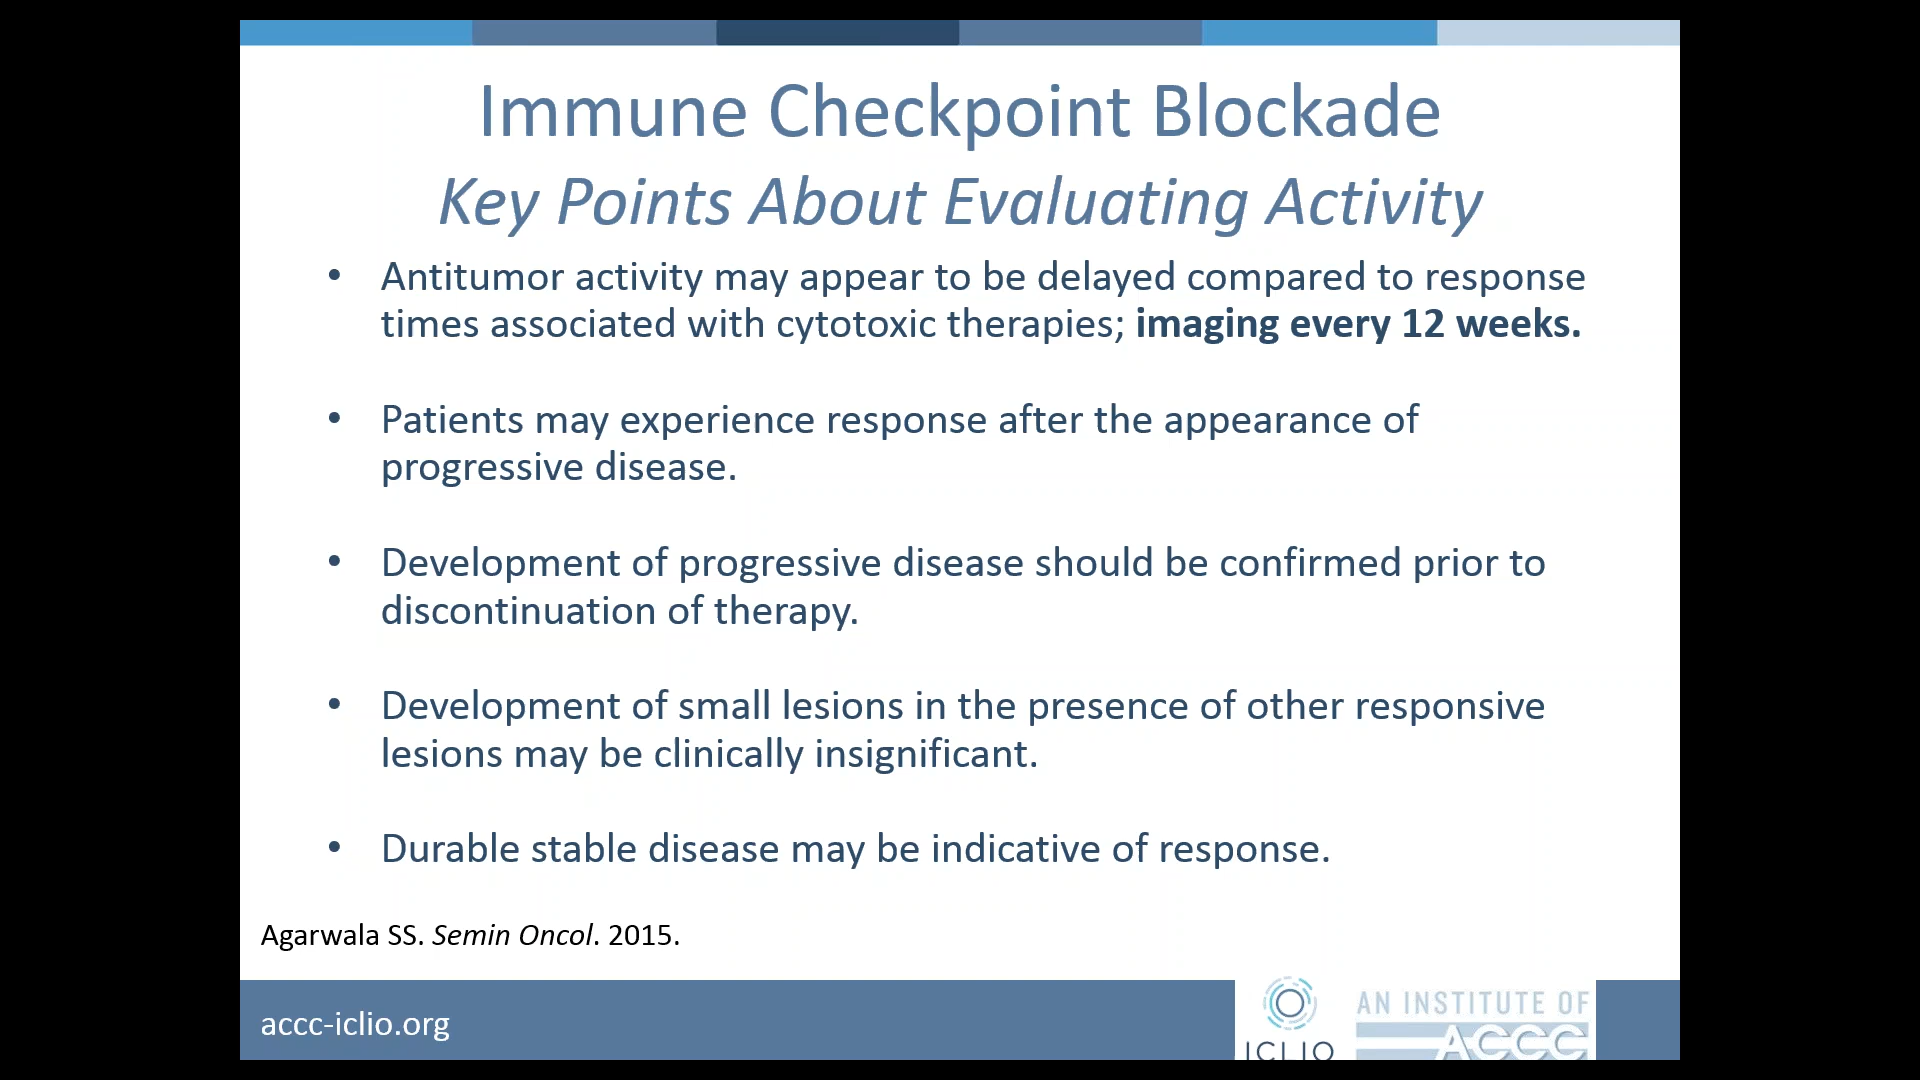 Immune Checkpoint Blockade
Key Points About Evaluating Activity
• Antitumor activity may appear to be delayed compared to response
times associated with cytotoxic therapies; imaging every 12 weeks.
• Patients may experience response after the appearance of
progressive disease.
• Development of progressive disease should be confirmed prior to
discontinuation of therapy.
• Development of small lesions in the presence of other responsive
lesions may be clinically insignificant.
• Durable stable disease may be indicative of response.
Agarwala SS. Semin Oncol. 2015.
accc-iclio.org
ICLIO
AN INSTITUTE OF
ACCC